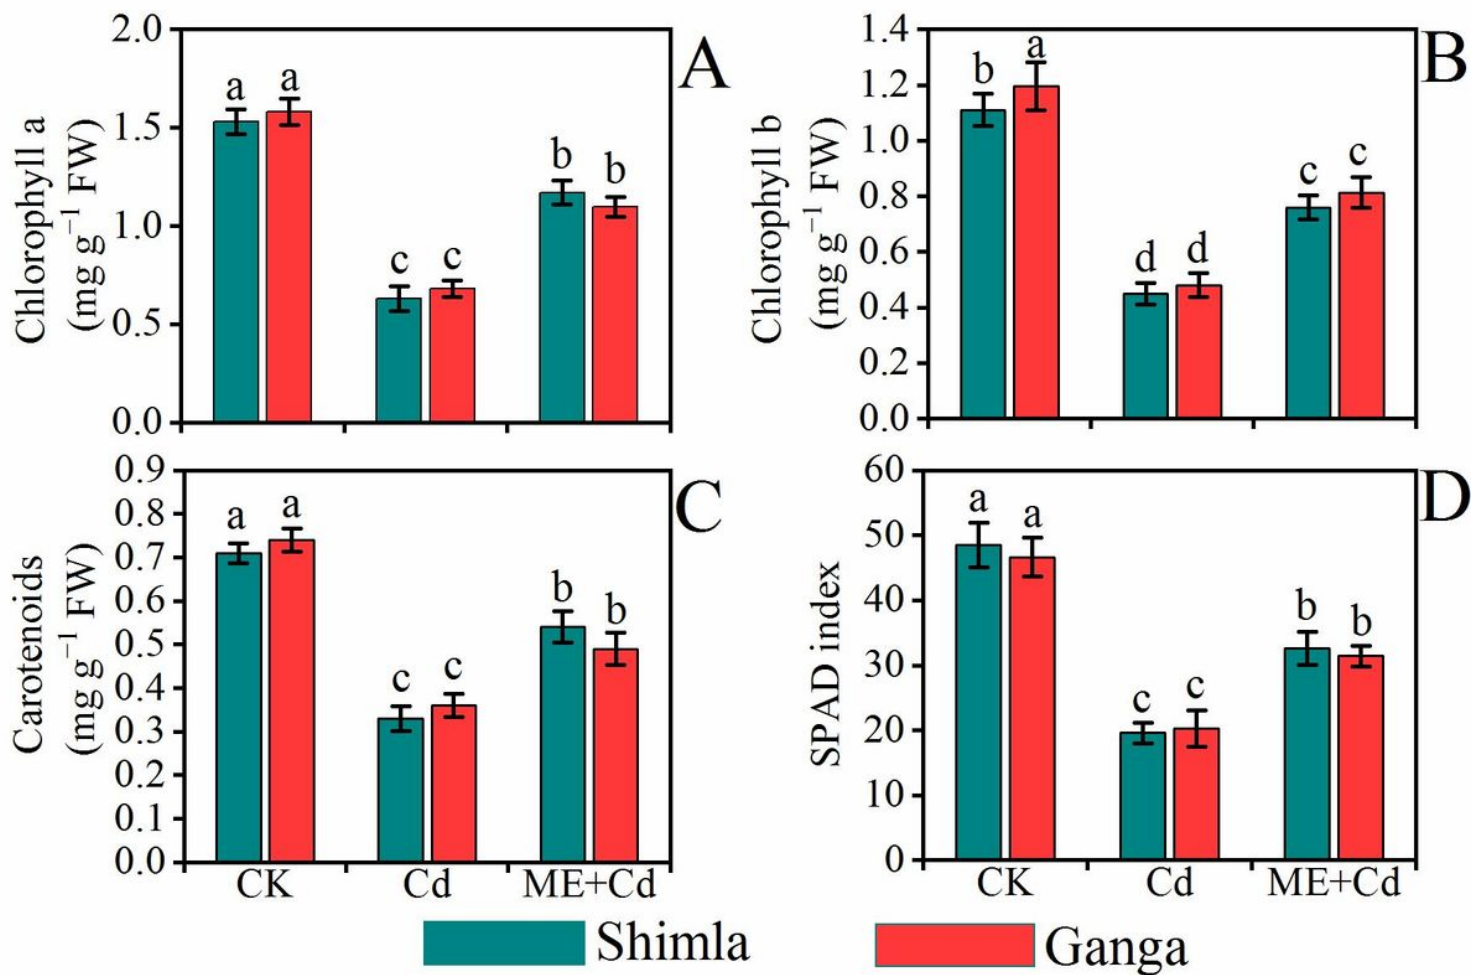 2.0
1.5
1.0
0.5
0.0
Chlorophyll a
(mg g⁻¹ FW)
a a
c c
b b
A
1.4
1.2
1.0
0.8
0.6
0.4
0.2
0.0
Chlorophyll b
(mg g⁻¹ FW)
b a
d d
c c
B
0.9
0.8
0.7
0.6
0.5
0.4
0.3
0.2
0.1
0.0
Carotenoids
(mg g⁻¹ FW)
a a
c c
b b
C
CK Cd ME+Cd
60
50
40
30
20
10
0
SPAD index
a a
c c
b b
D
CK Cd ME+Cd
Shimla Ganga